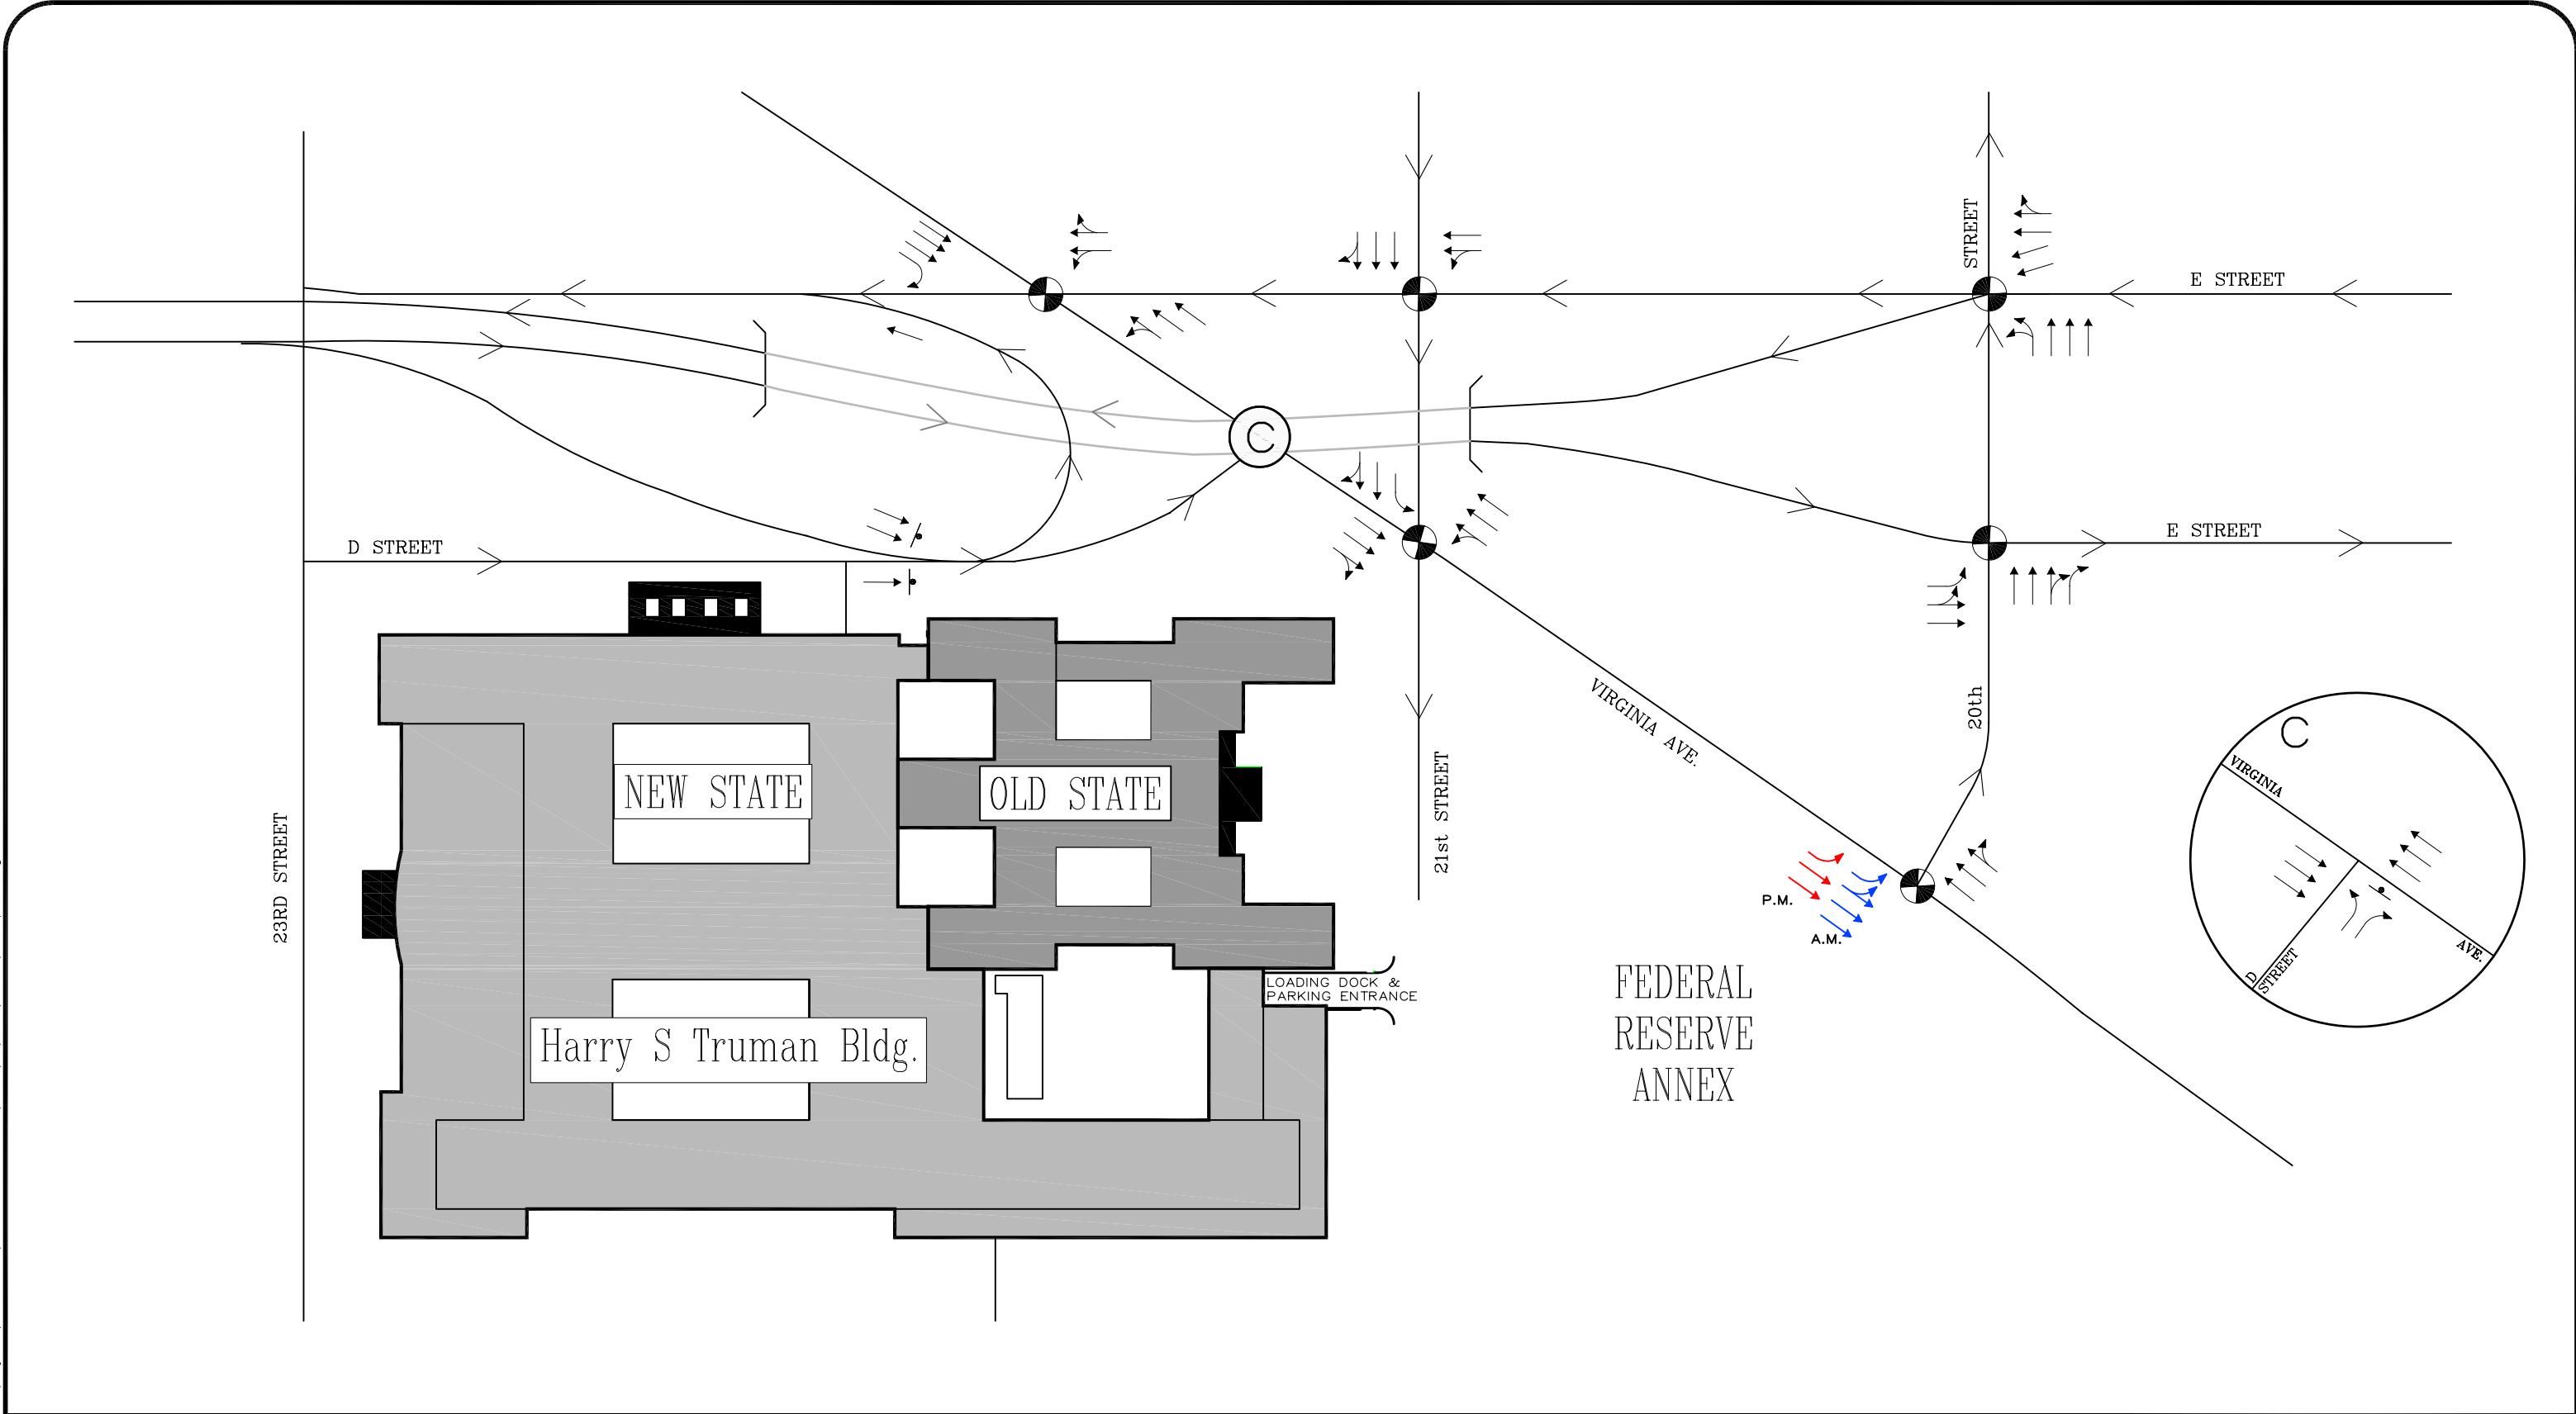 STREET
E STREET
C
E STREET
D STREET
20th
VIRGINIA AVE.
C
VIRGINIA
AVE.
D
STREET
NEW STATE
OLD STATE
21st STREET
23RD STREET
P.M.
A.M.
LOADING DOCK &
PARKING ENTRANCE
1
Harry S Truman Bldg.
FEDERAL
RESERVE
ANNEX